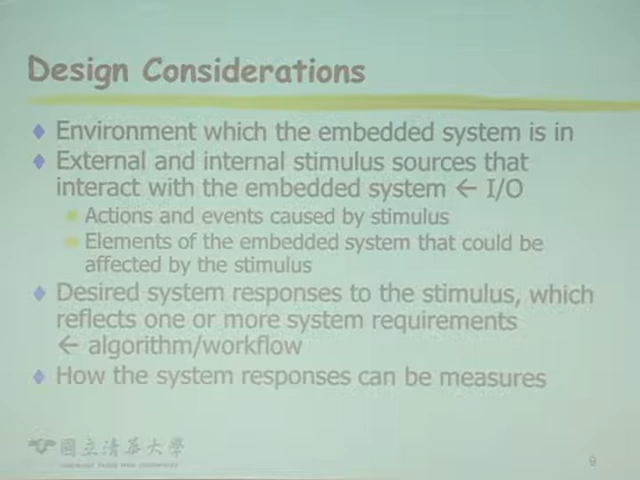 Design Considerations
Environment which the embedded system is in
External and internal stimulus sources that
interact with the embedded system ← I/O
Actions and events caused by stimulus
Elements of the embedded system that could be
affected by the stimulus
Desired system responses to the stimulus, which
reflects one or more system requirements
← algorithm/workflow
How the system responses can be measures
國立清華大學
9